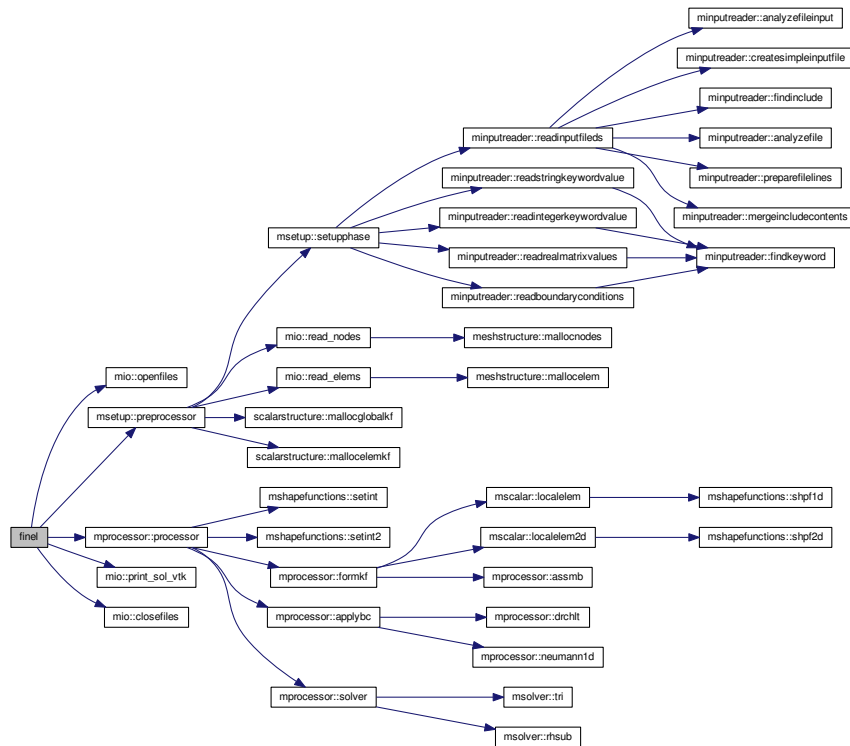 minputreader::analyzefileinput
minputreader::createsimpleinputfile
minputreader::findinclude
minputreader::readinputfileds
minputreader::analyzefile
minputreader::preparefilelines
minputreader::readstringkeywordvalue
minputreader::mergeincludecontents
minputreader::readintegerkeywordvalue
msetup::setupphase
minputreader::readrealmatrixvalues
minputreader::findkeyword
minputreader::readboundaryconditions
mio::read_nodes
meshstructure::mallocnodes
mio::openfiles
mio::read_elems
meshstructure::mallocelem
msetup::preprocessor
scalarstructure::mallocglobalkf
scalarstructure::mallocelemkf
mshapefunctions::setint
mscalar::localelem
mshapefunctions::shpf1d
finel
mprocessor::processor
mshapefunctions::setint2
mscalar::localelem2d
mshapefunctions::shpf2d
mio::print_sol_vtk
mprocessor::formkf
mprocessor::assmb
mio::closefiles
mprocessor::applybc
mprocessor::drchlt
mprocessor::neumann1d
mprocessor::solver
msolver::tri
msolver::rhsub